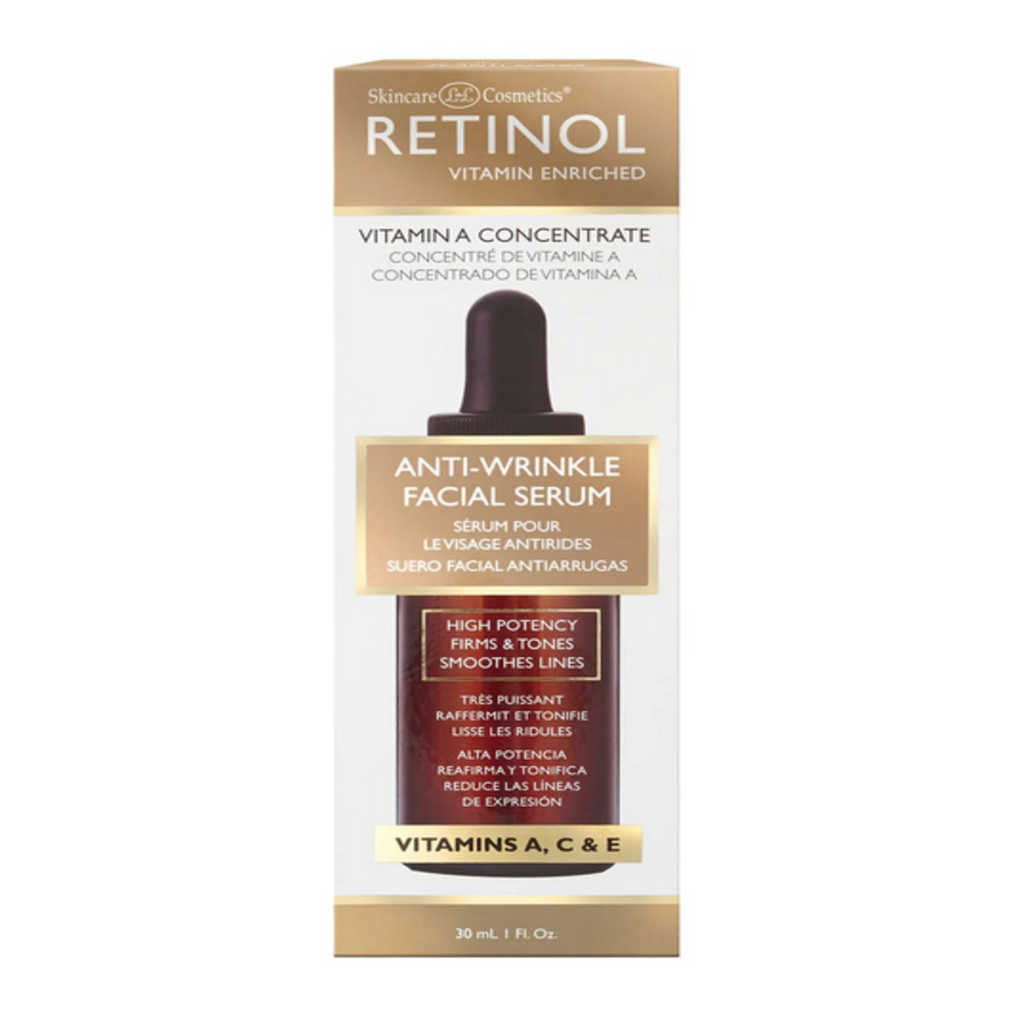 Skincare L&L Cosmetics®
RETINOL
VITAMIN ENRICHED
VITAMIN A CONCENTRATE
CONCENTRÉ DE VITAMINE A
CONCENTRADO DE VITAMINA A
ANTI-WRINKLE
FACIAL SERUM
SÉRUM POUR
LE VISAGE ANTIRIDES
SUERO FACIAL ANTIARRUGAS
HIGH POTENCY
FIRMS & TONES
SMOOTHES LINES
TRÈS PUISSANT
RAFFERMIT ET TONIFIE
LISSE LES RIDULES
ALTA POTENCIA
REAFIRMA Y TONIFICA
REDUCE LAS LÍNEAS
DE EXPRESIÓN
VITAMINS A, C & E
30 mL 1 Fl. Oz.